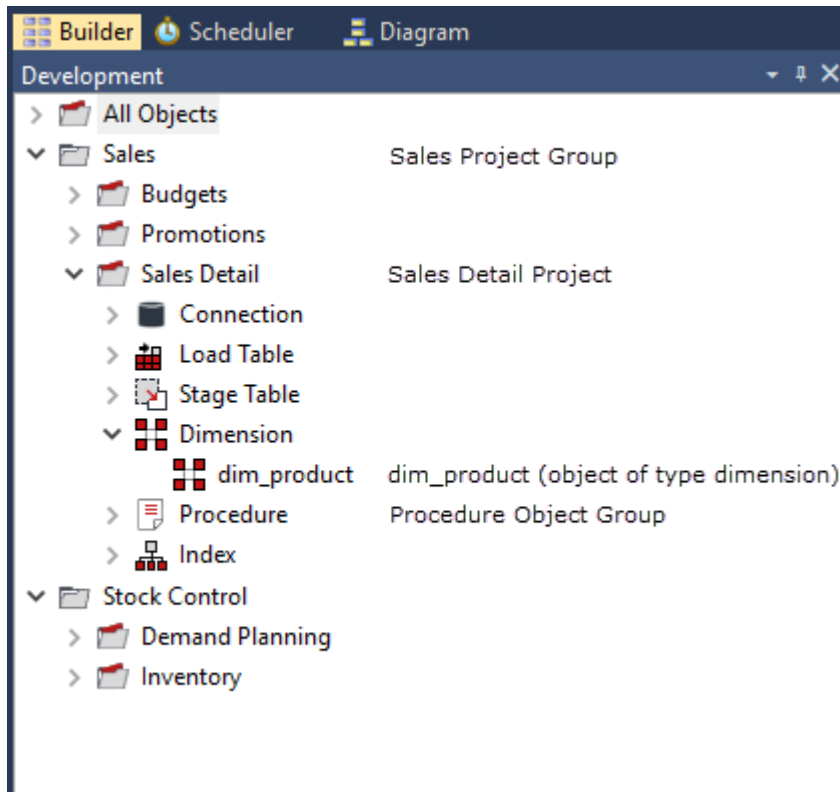 Builder Scheduler Diagram
Development
All Objects
Sales Sales Project Group
Budgets
Promotions
Sales Detail Sales Detail Project
Connection
Load Table
Stage Table
Dimension
dim_product dim_product (object of type dimension)
Procedure Procedure Object Group
Index
Stock Control
Demand Planning
Inventory